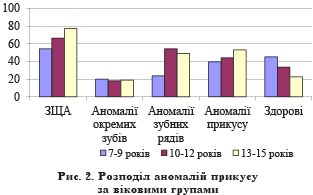 100
80
60
40
20
0
ЗЩА
Аномалії окремих зубів
Аномалії зубних рядів
Аномалії прикусу
Здорові
7-9 років 10-12 років 13-15 років
Рис. 2. Розподіл аномалій прикусу
за віковими групами